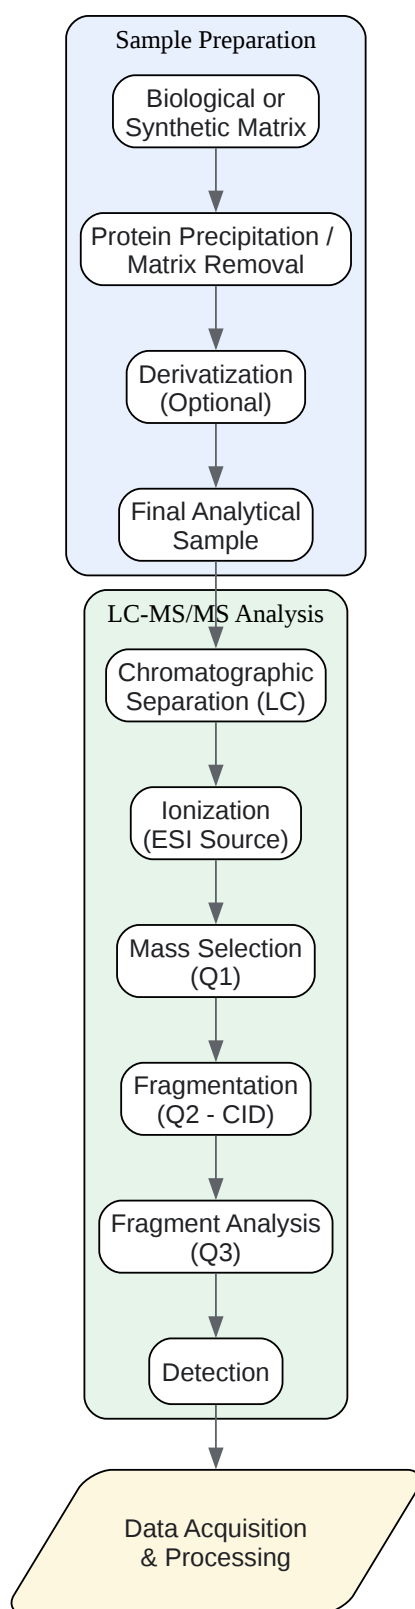 Sample Preparation
Biological or
Synthetic Matrix
Protein Precipitation /
Matrix Removal
Derivatization
(Optional)
Final Analytical
Sample
LC-MS/MS Analysis
Chromatographic
Separation (LC)
Ionization
(ESI Source)
Mass Selection
(Q1)
Fragmentation
(Q2 - CID)
Fragment Analysis
(Q3)
Detection
Data Acquisition
& Processing